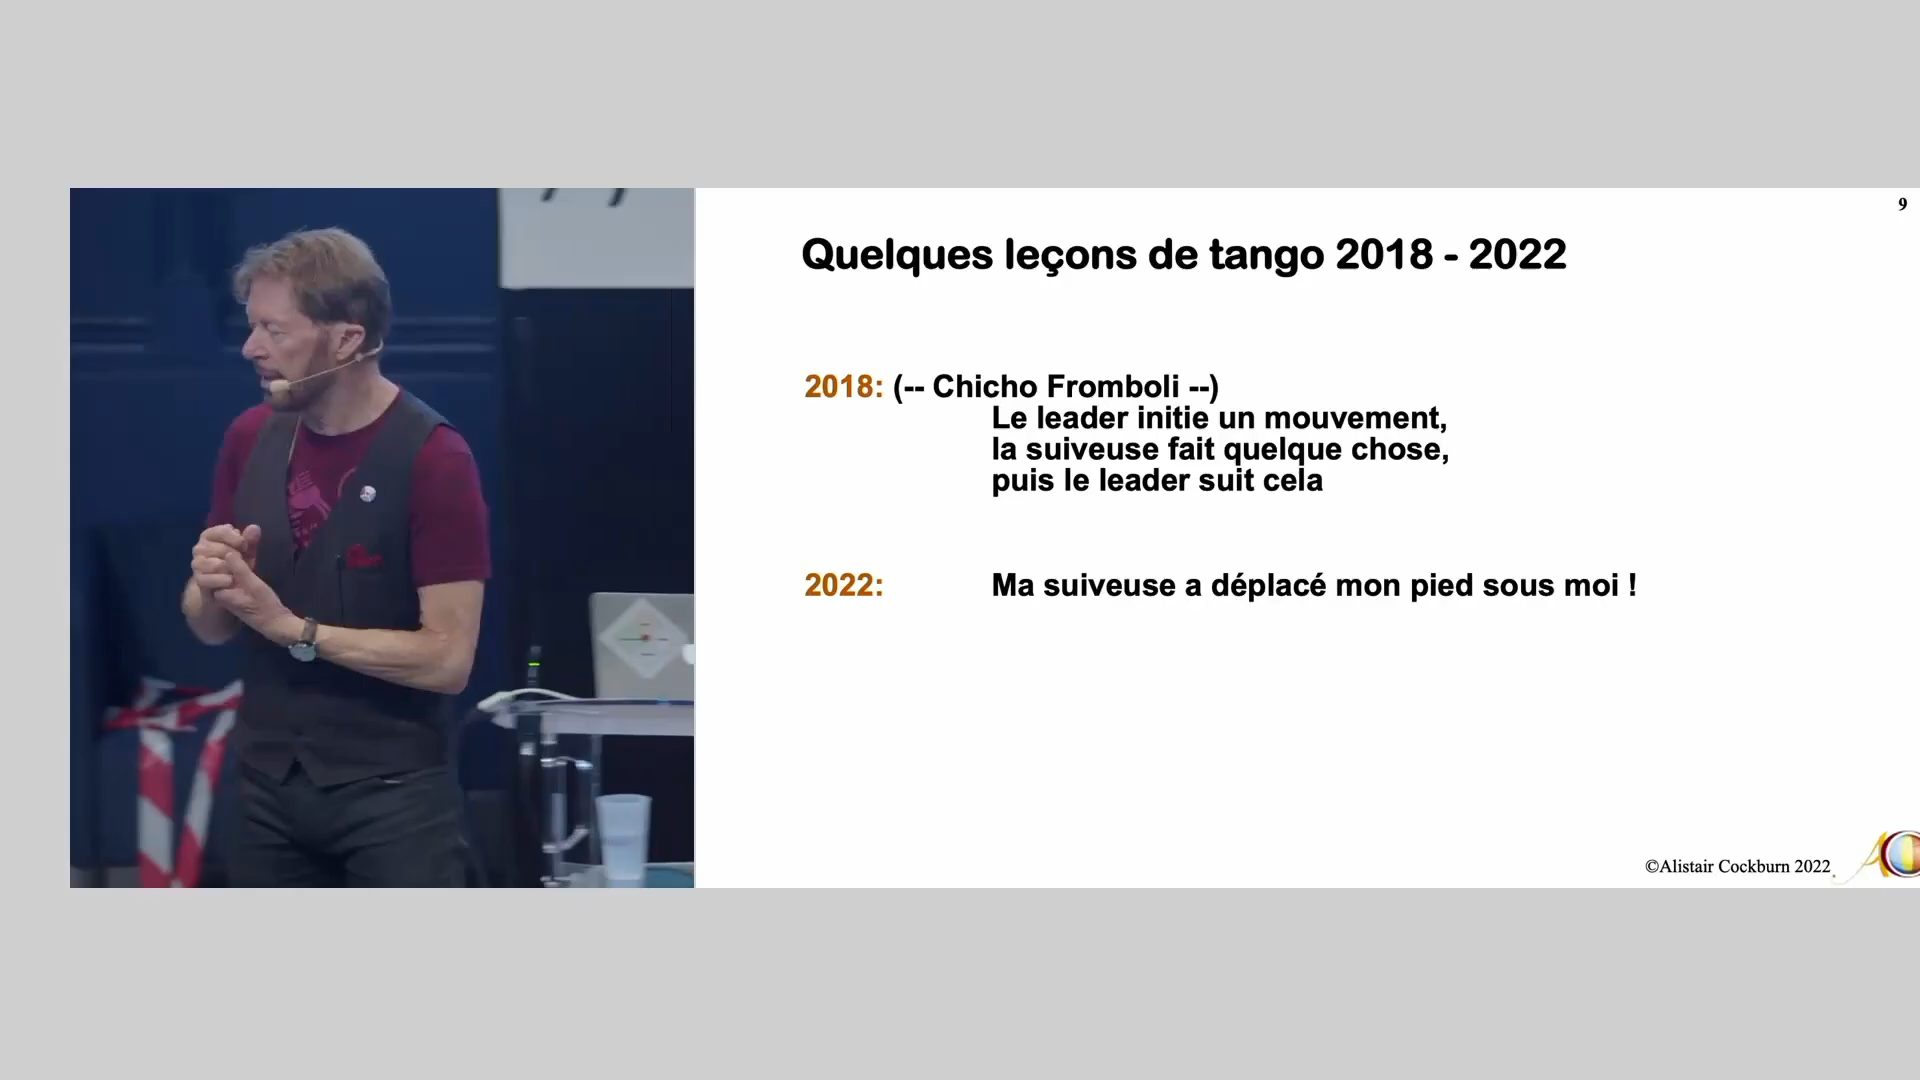 9
Quelques leçons de tango 2018 - 2022
2018: (-- Chicho Fromboli --)
Le leader initie un mouvement,
la suiveuse fait quelque chose,
puis le leader suit cela
2022: Ma suiveuse a déplacé mon pied sous moi !
©Alistair Cockburn 2022